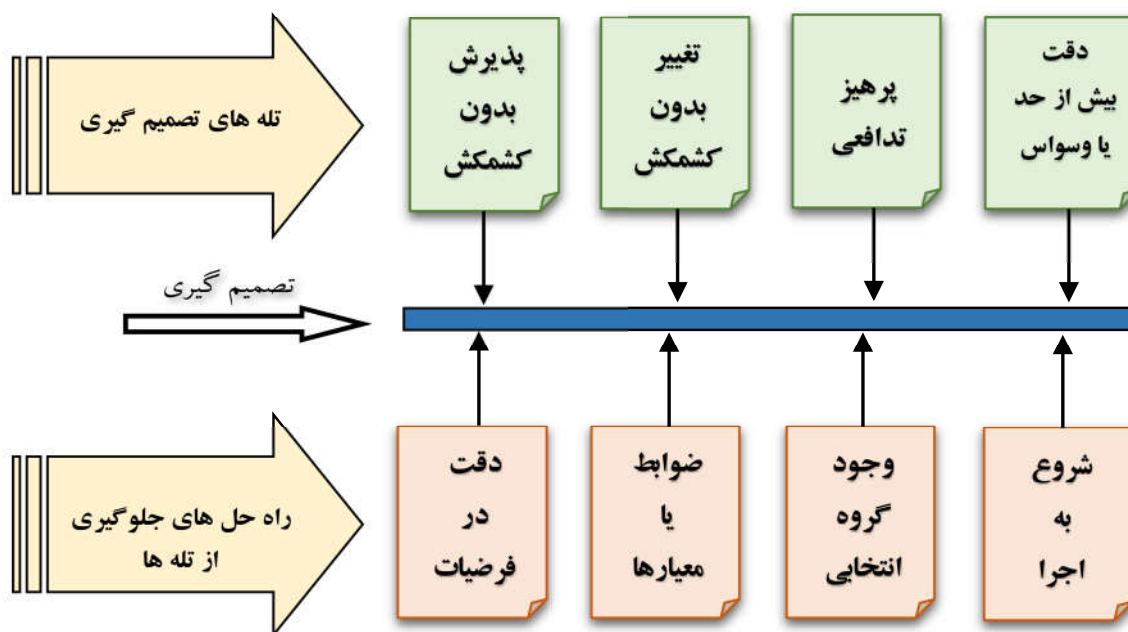 تله های تصمیم گیری
پذیرش
بدون
کشمکش
تغییر
بدون
کشمکش
پرهیز
تدافعی
دقت
بیش از حد
یا وسواس
تصمیم گیری
راه حل های جلوگیری
از تله ها
دقت
در
فرضیات
ضوابط
یا
معیارها
وجود
گروه
انتخابی
شروع
به
اجرا